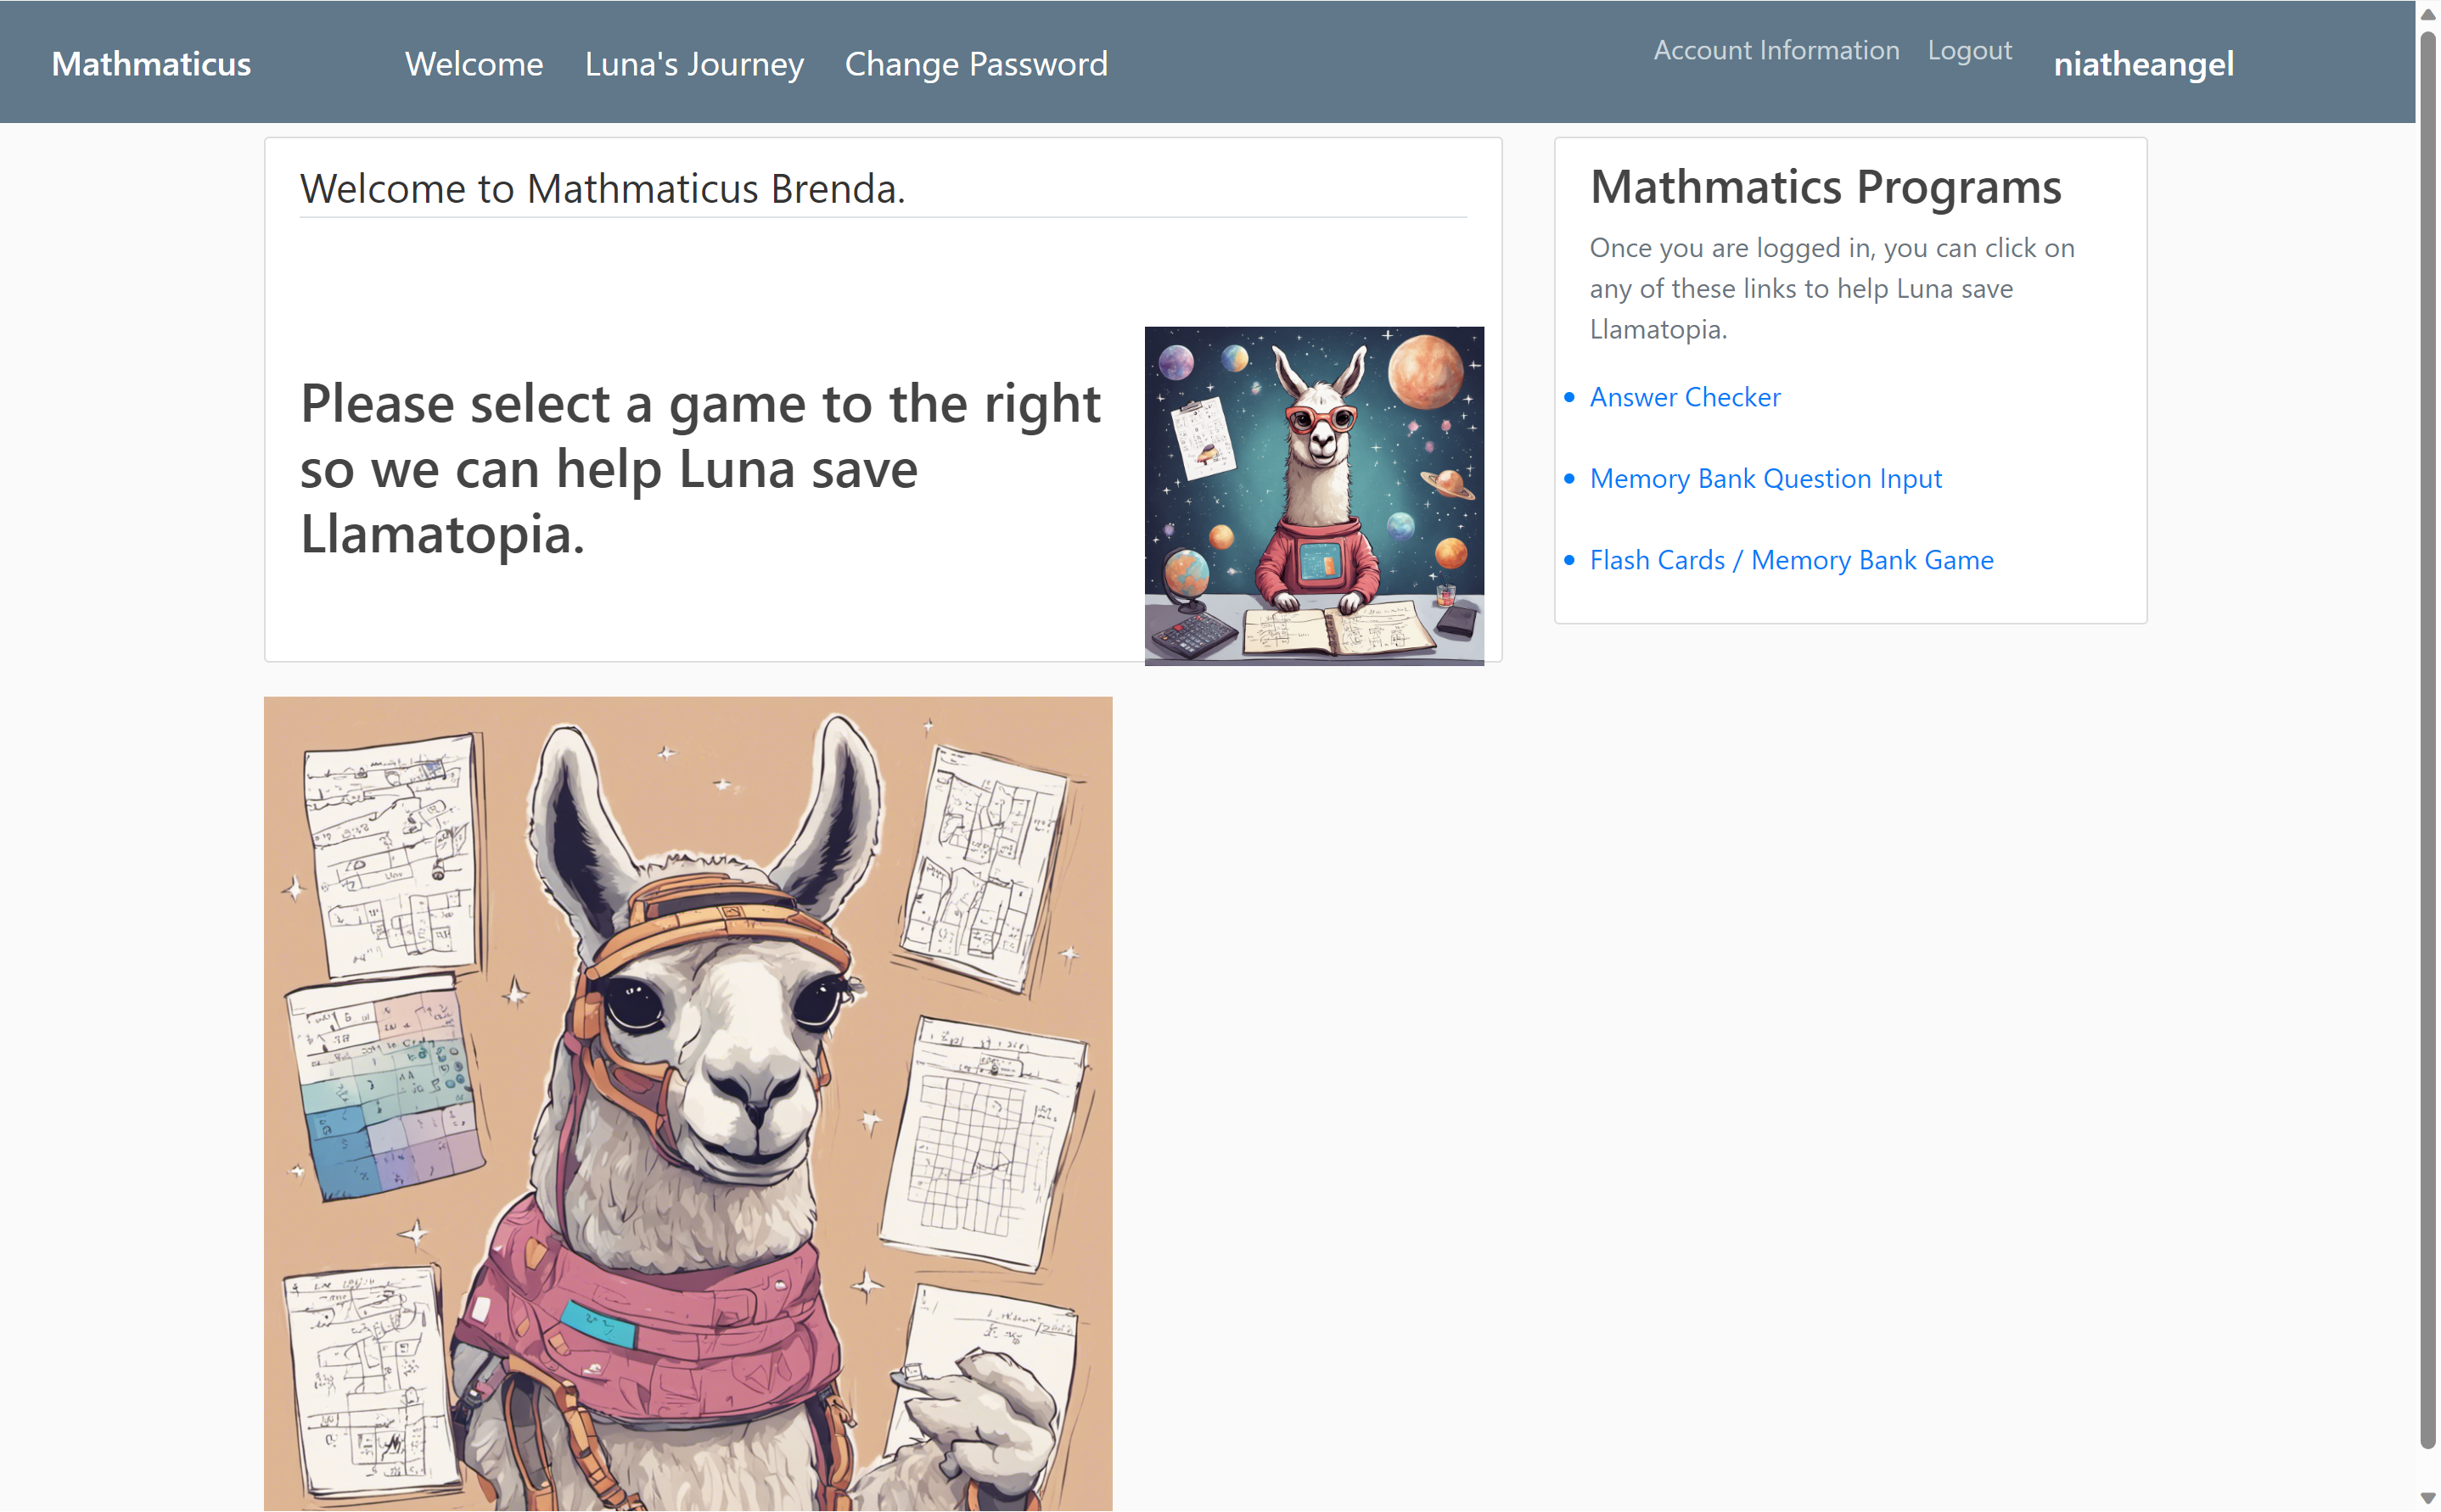 Mathmaticus Welcome Luna's Journey Change Password Account Information Logout niatheangel
Welcome to Mathmaticus Brenda.
Please select a game to the right
so we can help Luna save
Llamatopia.
Mathmatics Programs
Once you are logged in, you can click on
any of these links to help Luna save
Llamatopia.
Answer Checker
Memory Bank Question Input
Flash Cards / Memory Bank Game